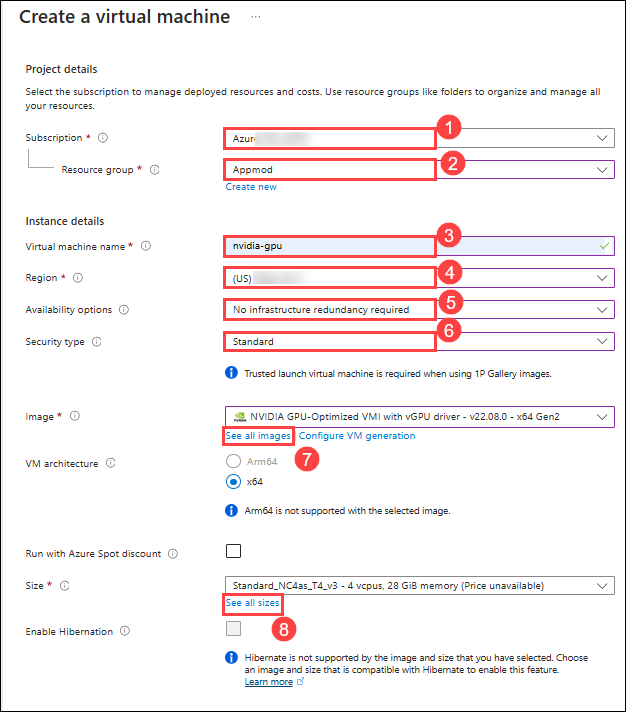 Create a virtual machine ...
Project details
Select the subscription to manage deployed resources and costs. Use resource groups like folders to organize and manage all
your resources.
Subscription *
1
Resource group *
Appmod
2
Create new
Instance details
Virtual machine name *
nvidia-gpu
3
Region *
(US)
4
Availability options
No infrastructure redundancy required
5
Security type
Standard
6
Trusted launch virtual machine is required when using 1P Gallery images.
Image *
NVIDIA
NVIDIA GPU-Optimized VMI with vGPU driver - v22.08.0 - x64 Gen2
See all images
Configure VM generation
7
VM architecture
Arm64
x64
Arm64 is not supported with the selected image.
Run with Azure Spot discount
Size *
Standard_NC4as_T4_v3 - 4 vcpus, 28 GiB memory (Price unavailable)
See all sizes
8
Enable Hibernation
Hibernate is not supported by the image and size that you have selected. Choose
an image and size that is compatible with Hibernate to enable this feature.
Learn more